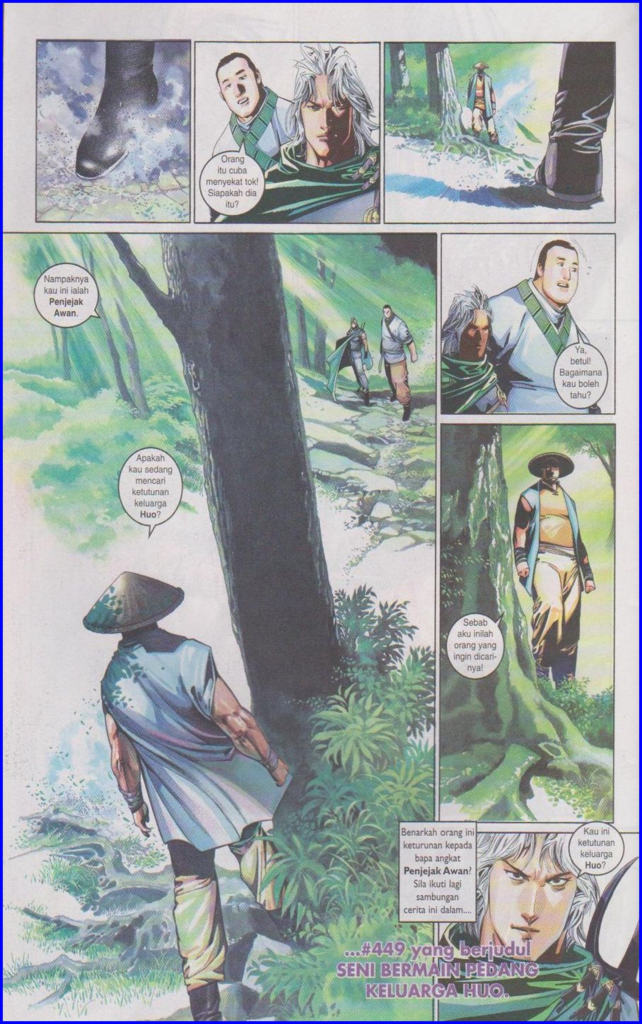 Orang
itu cuba
menyekat tok!
Siapakah dia
itu?
Nampaknya
kau ini ialah
Penjejak
Awan.
Ya,
betul!
Bagaimana
kau boleh
tahu?
Apakah
kau sedang
mencari
ketutunan
keluarga
Huo?
Sebab
aku inilah
orang yang
ingin dicari-
nya!
Benarkah orang ini
keturunan kepada
bapa angkat
Penjejak Awan?
Sila ikuti lagi
sambungan
cerita ini dalam....
Kau ini
ketutunan
keluarga
Huo?
...#449 yang berjudul
SENI BERMAIN PEDANG
KELUARGA HUO.